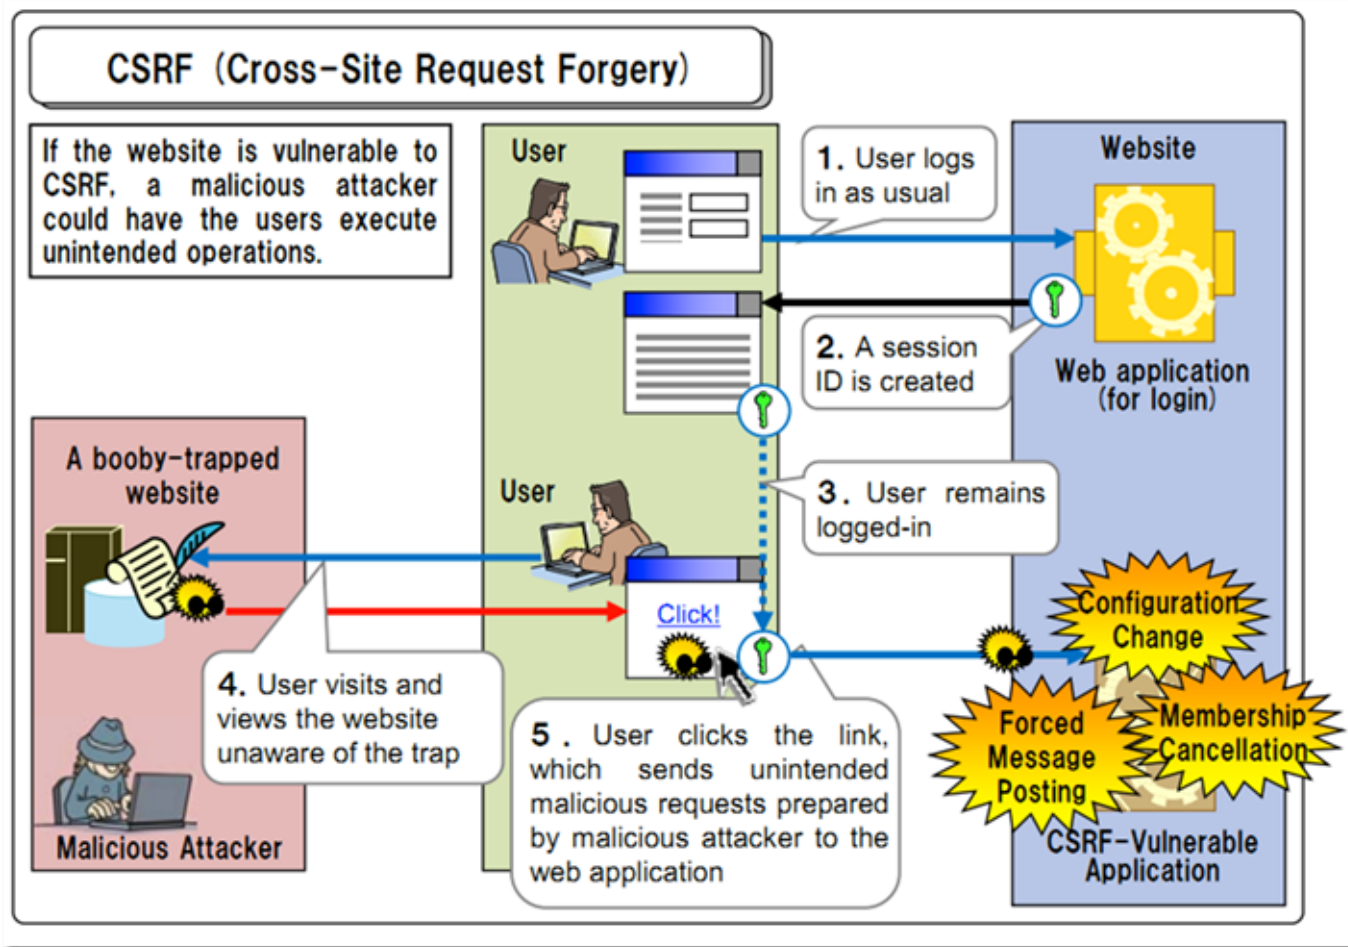 CSRF (Cross-Site Request Forgery)
If the website is vulnerable to
CSRF, a malicious attacker
could have the users execute
unintended operations.
User
1. User logs
in as usual
Website
2. A session
ID is created
Web application
(for login)
A booby-trapped
website
User
3. User remains
logged-in
Click!
4. User visits and
views the website
unaware of the trap
5. User clicks the link,
which sends unintended
malicious requests prepared
by malicious attacker to the
web application
Configuration
Change
Forced
Message
Posting
Membership
Cancellation
Malicious Attacker
CSRF-Vulnerable
Application